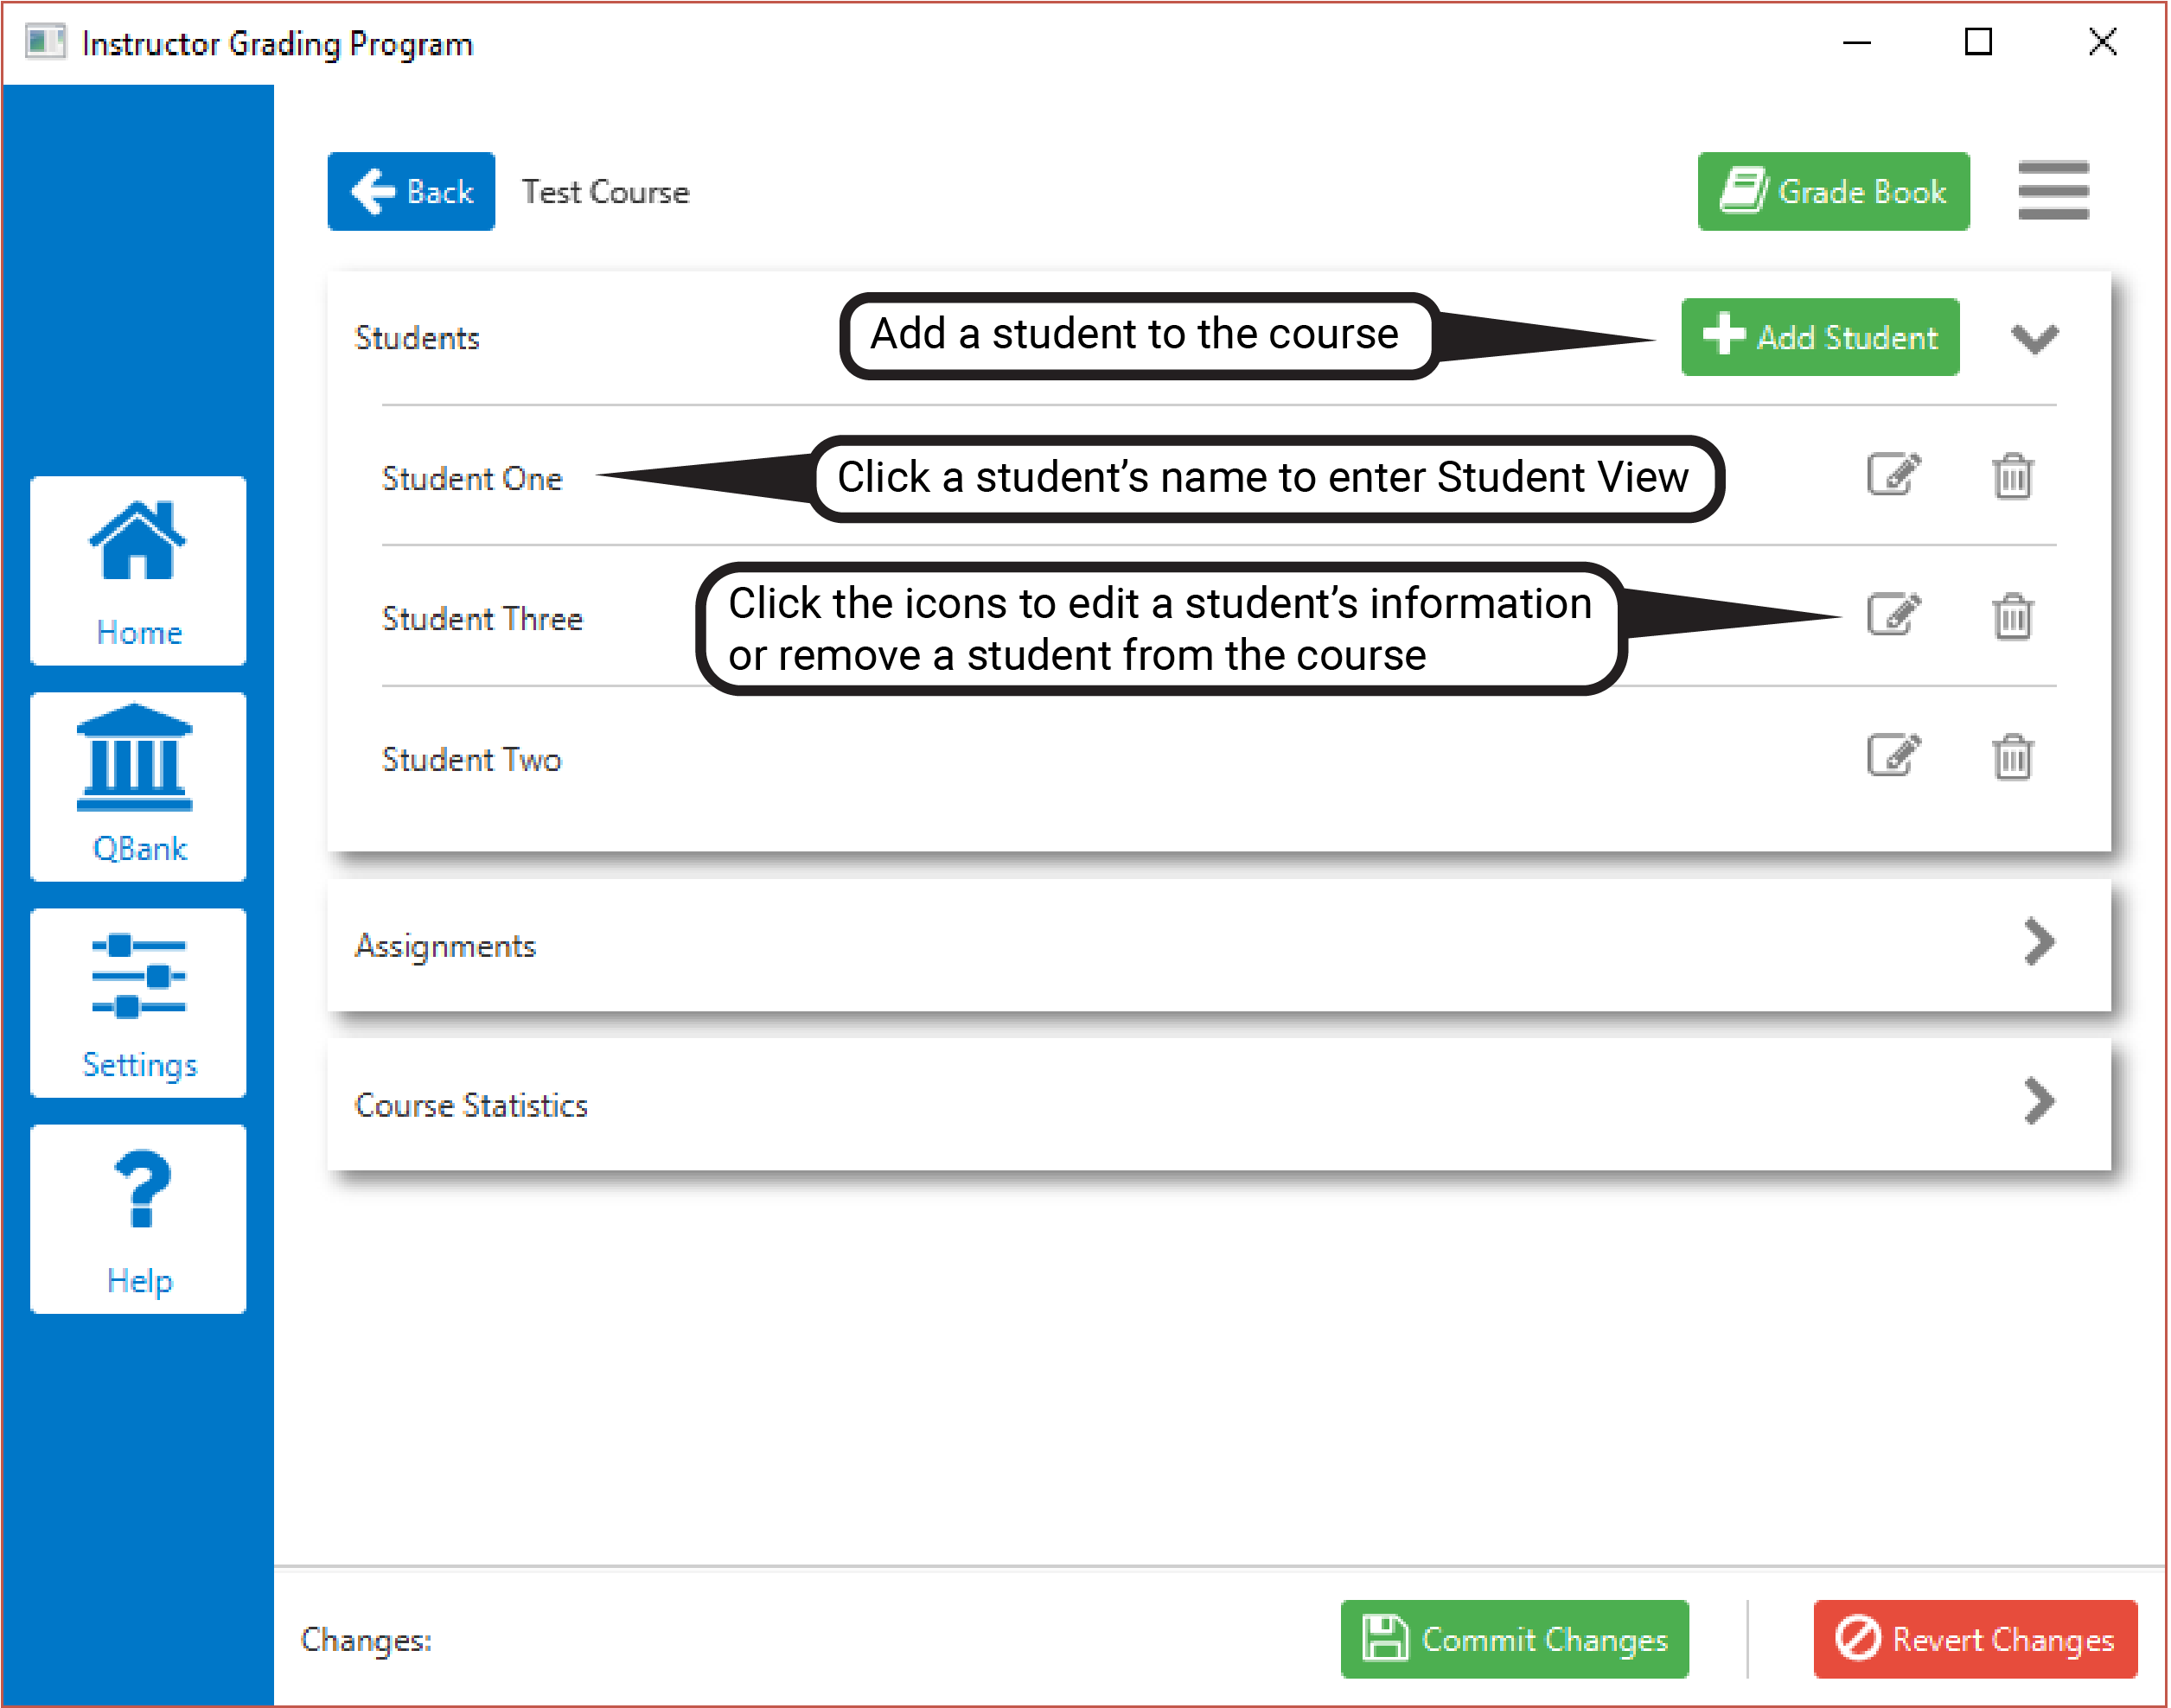 Instructor Grading Program
Back
Test Course
Grade Book
Students
Add a student to the course
Add Student
Student One
Click a student’s name to enter Student View
Student Three
Click the icons to edit a student’s information
or remove a student from the course
Student Two
Assignments
Course Statistics
Home
QBank
Settings
Help
Changes:
Commit Changes
Revert Changes